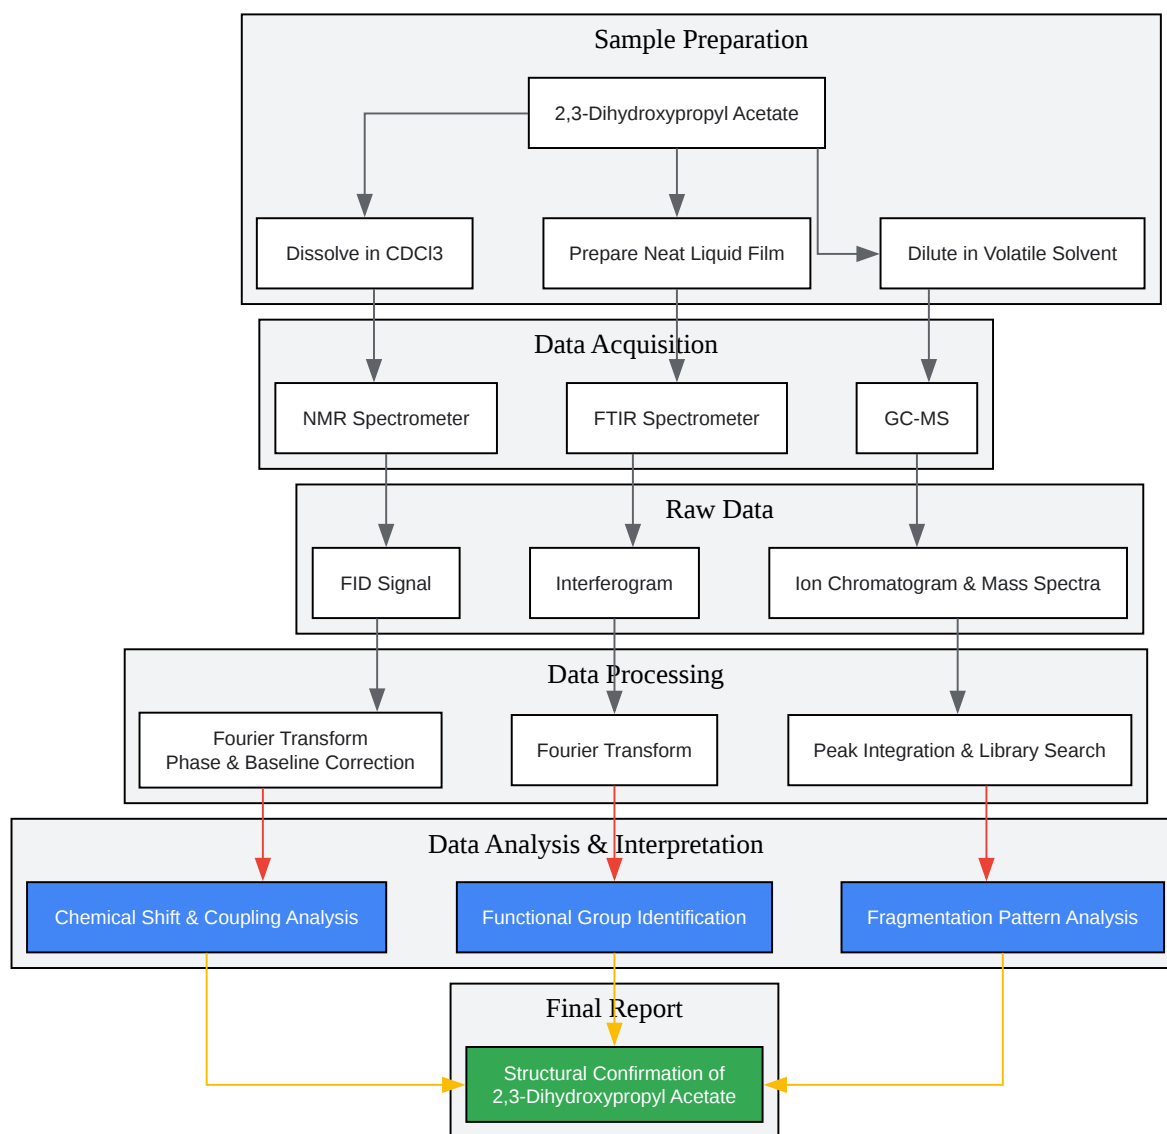 Sample Preparation
2,3-Dihydroxypropyl Acetate
Dissolve in CDCl3
Prepare Neat Liquid Film
Dilute in Volatile Solvent
Data Acquisition
NMR Spectrometer
FTIR Spectrometer
GC-MS
Raw Data
FID Signal
Interferogram
Ion Chromatogram & Mass Spectra
Data Processing
Fourier Transform
Phase & Baseline Correction
Fourier Transform
Peak Integration & Library Search
Data Analysis & Interpretation
Chemical Shift & Coupling Analysis
Functional Group Identification
Fragmentation Pattern Analysis
Final Report
Structural Confirmation of
2,3-Dihydroxypropyl Acetate